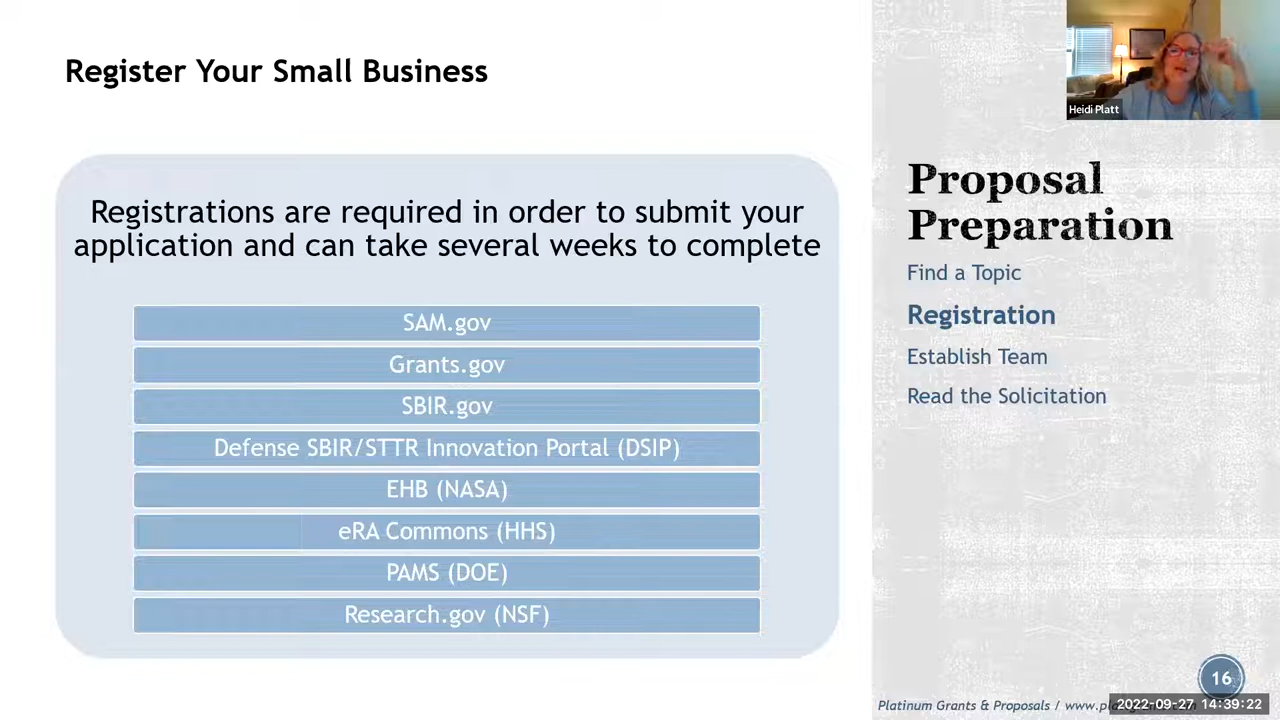 Register Your Small Business
Registrations are required in order to submit your
application and can take several weeks to complete
SAM.gov
Grants.gov
SBIR.gov
Defense SBIR/STTR Innovation Portal (DSIP)
EHB (NASA)
eRA Commons (HHS)
PAMS (DOE)
Research.gov (NSF)
Heidi Platt
Proposal
Preparation
Find a Topic
Registration
Establish Team
Read the Solicitation
16
Platinum Grants & Proposals /
2022-09-27 14:39:22